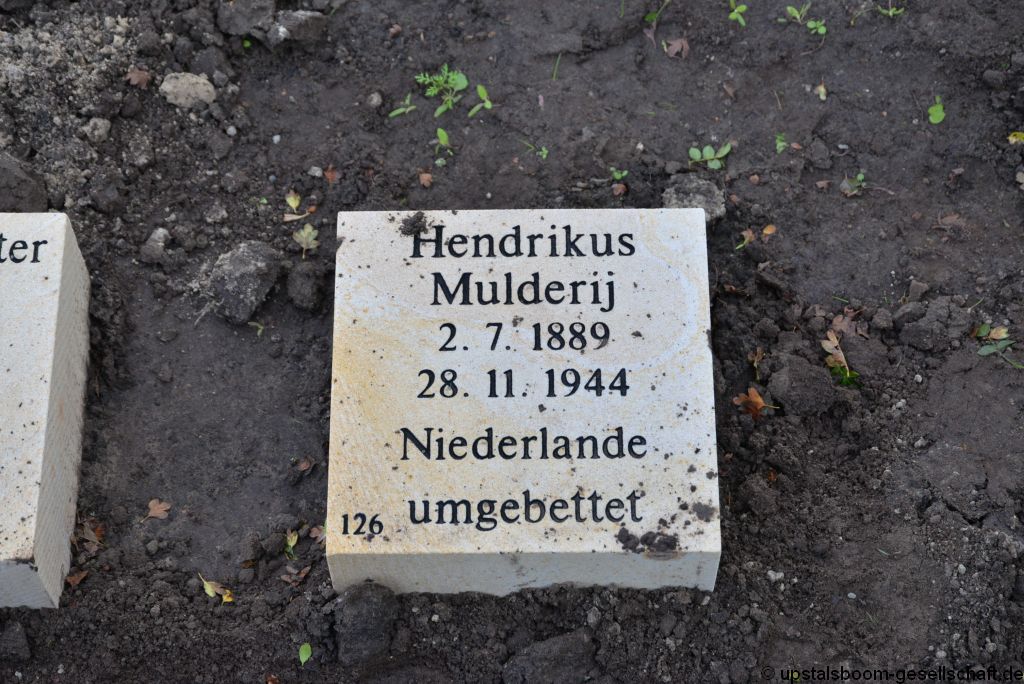 ter
Hendrikus
Mulderij
2. 7. 1889
28. 11. 1944
Niederlande
umgebettet
126
© upstalsboom-gesellschaft.de